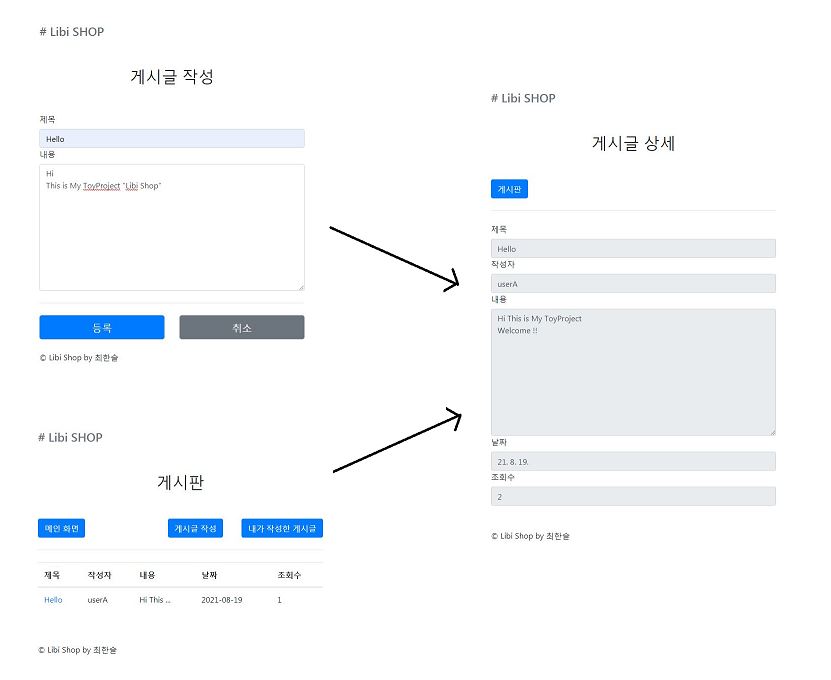 # Libi SHOP
게시글 작성
제목
Hello
내용
Hi
This is My ToyProject "Libi Shop"
등록
취소
© Libi Shop by 최한솔
# Libi SHOP
게시판
메인 화면
게시글 작성
내가 작성한 게시글
제목 작성자 내용 날짜 조회수
Hello userA Hi This ... 2021-08-19 1
© Libi Shop by 최한솔
# Libi SHOP
게시글 상세
게시판
제목
Hello
작성자
userA
내용
Hi This is My ToyProject
Welcome !!
날짜
21. 8. 19.
조회수
2
© Libi Shop by 최한솔